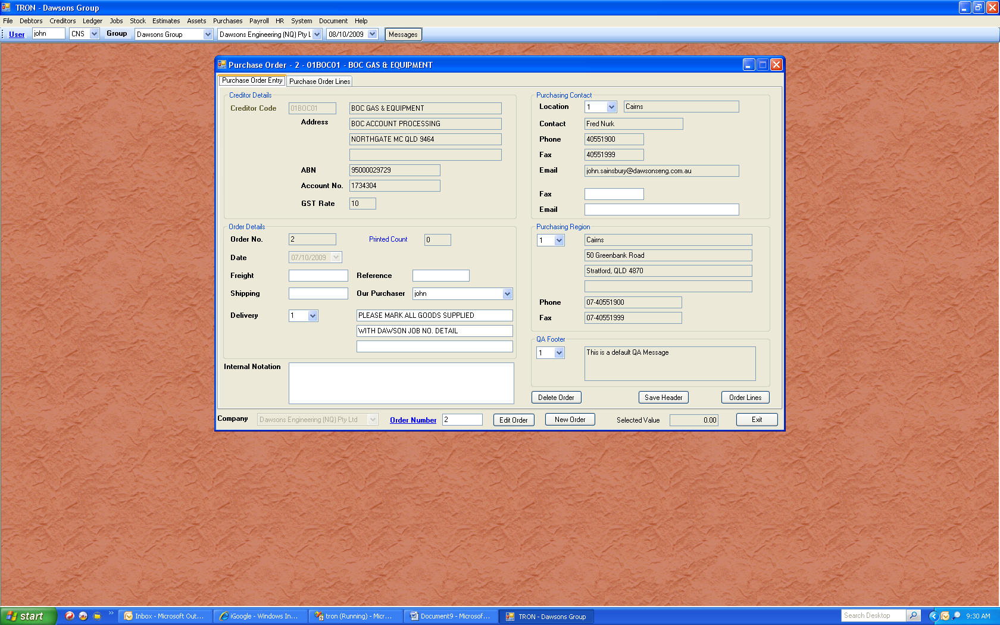 TRON - Dawsons Group
File Debtors Creditors Ledger Jobs Stock Estimates Assets Purchases Payroll HR System Document Help
User john CNS Group Dawsons Group Dawsons Engineering (NQ) Pty L 08/10/2009 Messages
Purchase Order - 2 - 01BOC01 - BOC GAS & EQUIPMENT
Purchase Order Entry Purchase Order Lines
Creditor Details
Creditor Code 01BOC01 BOC GAS & EQUIPMENT
Address BOC ACCOUNT PROCESSING
NORTHGATE MC QLD 9464
ABN 95000029729
Account No. 1734304
GST Rate 10
Purchasing Contact
Location 1 Cairns
Contact Fred Nurk
Phone 40551900
Fax 40551999
Email john.sainsbury@dawsonseng.com.au
Fax
Email
Order Details
Order No. 2 Printed Count 0
Date 07/10/2009
Freight Reference
Shipping Our Purchaser john
Delivery 1 PLEASE MARK ALL GOODS SUPPLIED
WITH DAWSON JOB NO. DETAIL
Internal Notation
Purchasing Region
1 Cairns
50 Greenbank Road
Stratford, QLD 4870
Phone 07-40551900
Fax 07-40551999
QA Footer
1 This is a default QA Message
Delete Order Save Header Order Lines
Company Dawsons Engineering (NQ) Pty Ltd Order Number 2 Edit Order New Order Selected Value 0.00 Exit
start Inbox - Microsoft Out... iGoogle - Windows In... tron (Running) - Micr... Document9 - Microsof... TRON - Dawsons Group Search Desktop 9:30 AM